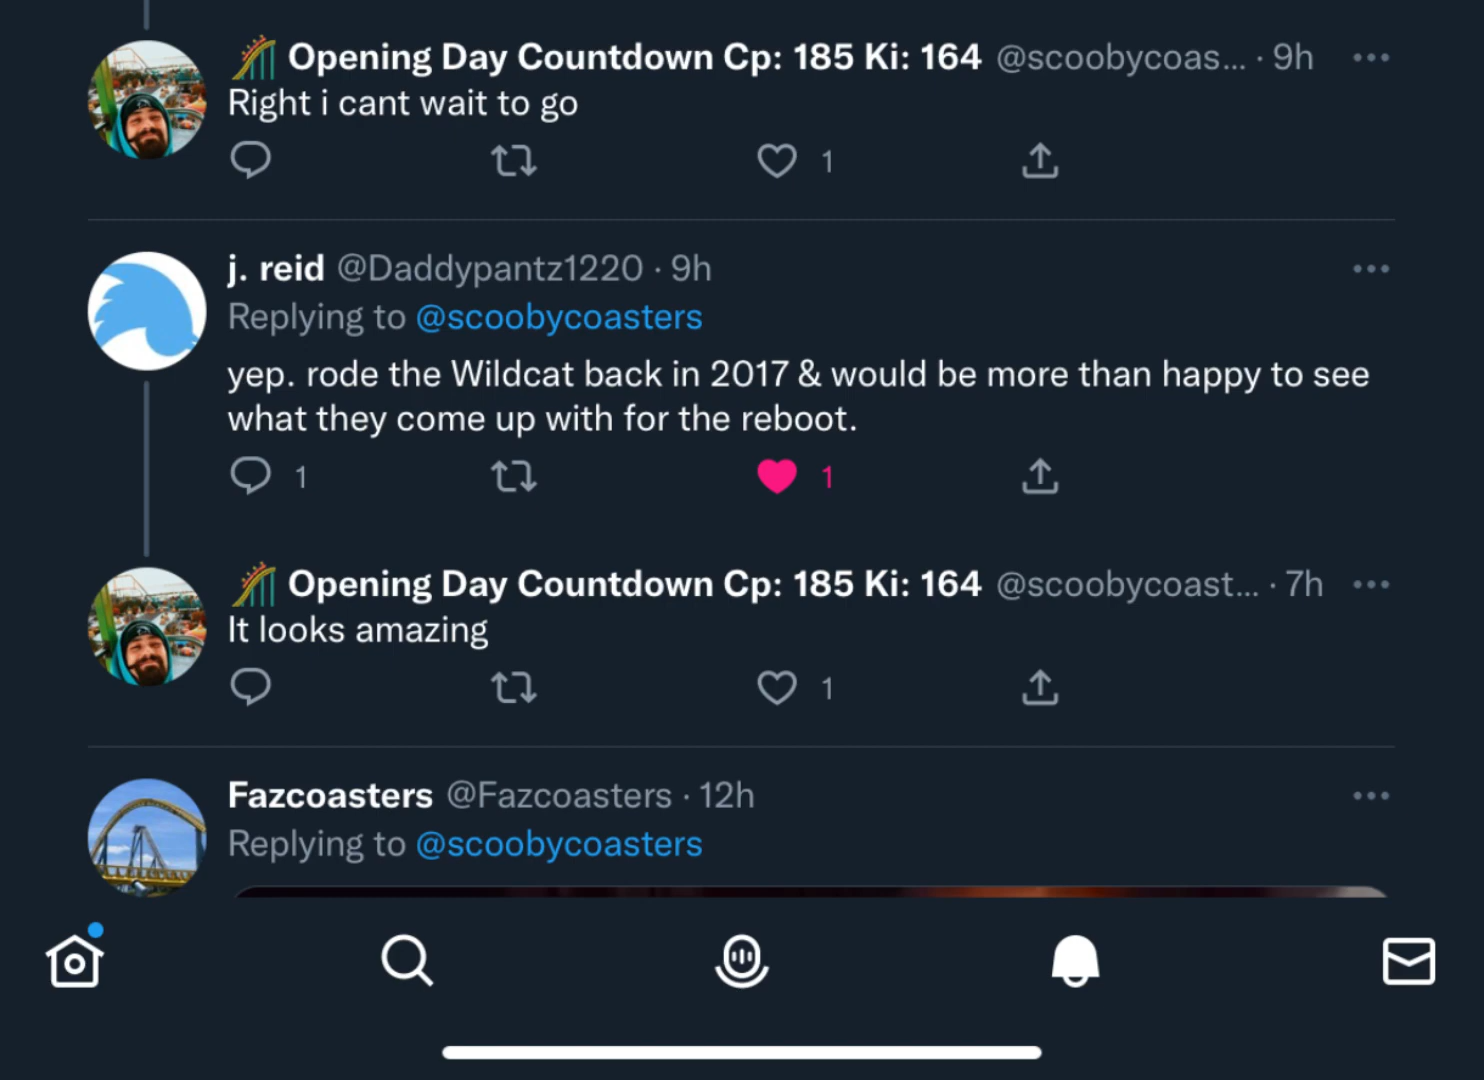 Opening Day Countdown Cp: 185 Ki: 164 @scoobycoas... · 9h
Right i cant wait to go
1
j. reid @Daddypantz1220 · 9h
Replying to @scoobycoasters
yep. rode the Wildcat back in 2017 & would be more than happy to see
what they come up with for the reboot.
1 1
Opening Day Countdown Cp: 185 Ki: 164 @scoobycoast... · 7h
It looks amazing
1
Fazcoasters @Fazcoasters · 12h
Replying to @scoobycoasters